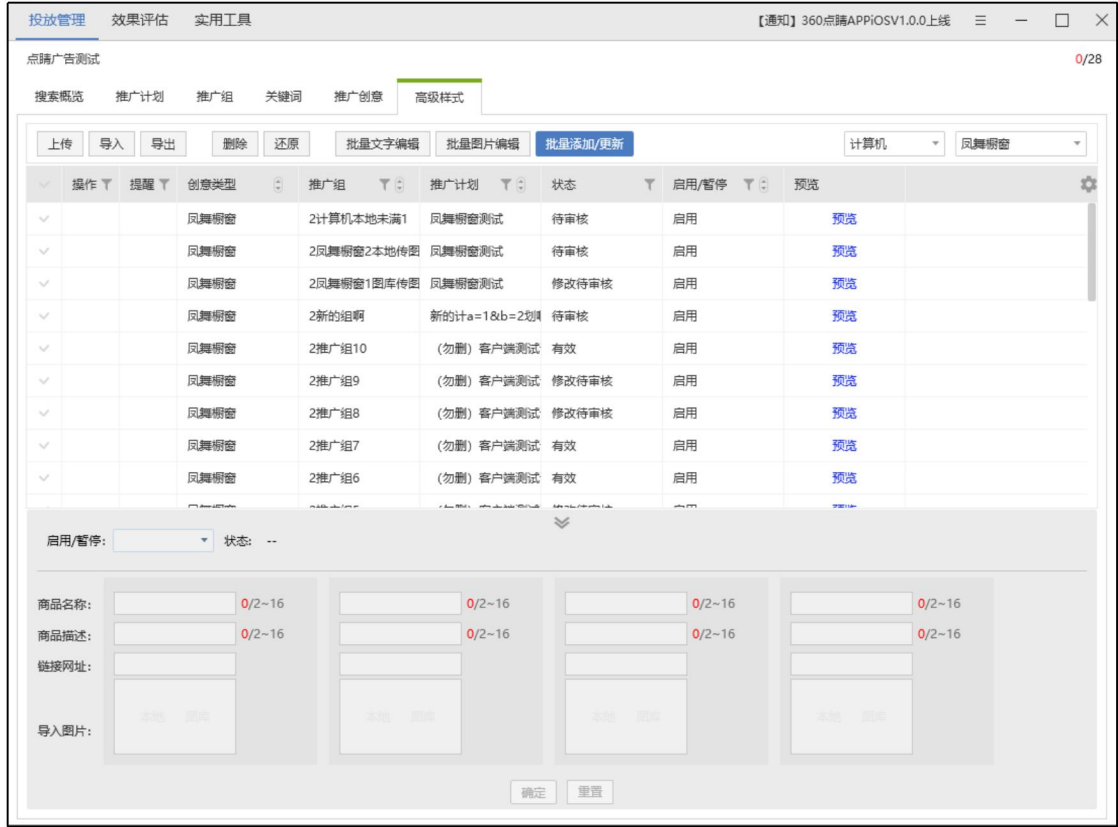 投放管理 效果评估 实用工具 【通知】360点睛APPiOSV1.0.0上线
点睛广告测试 0/28
搜索概览 推广计划 推广组 关键词 推广创意 高级样式
上传 导入 导出 删除 还原 批量文字编辑 批量图片编辑 批量添加/更新 计算机 凤舞橱窗
操作 提醒 创意类型 推广组 推广计划 状态 启用/暂停 预览
凤舞橱窗 2计算机本地未满1 凤舞橱窗测试 待审核 启用 预览
凤舞橱窗 2凤舞橱窗2本地传图 凤舞橱窗测试 待审核 启用 预览
凤舞橱窗 2凤舞橱窗1图库传图 凤舞橱窗测试 修改待审核 启用 预览
凤舞橱窗 2新的组啊 新的计a=1&b=2划 待审核 启用 预览
凤舞橱窗 2推广组10 (勿删)客户端测试 有效 启用 预览
凤舞橱窗 2推广组9 (勿删)客户端测试 修改待审核 启用 预览
凤舞橱窗 2推广组8 (勿删)客户端测试 修改待审核 启用 预览
凤舞橱窗 2推广组7 (勿删)客户端测试 有效 启用 预览
凤舞橱窗 2推广组6 (勿删)客户端测试 有效 启用 预览
启用/暂停: 状态: --
商品名称: 0/2~16 0/2~16 0/2~16 0/2~16
商品描述: 0/2~16 0/2~16 0/2~16 0/2~16
链接网址:
本地 图库 本地 图库 本地 图库 本地 图库
导入图片:
确定 重置